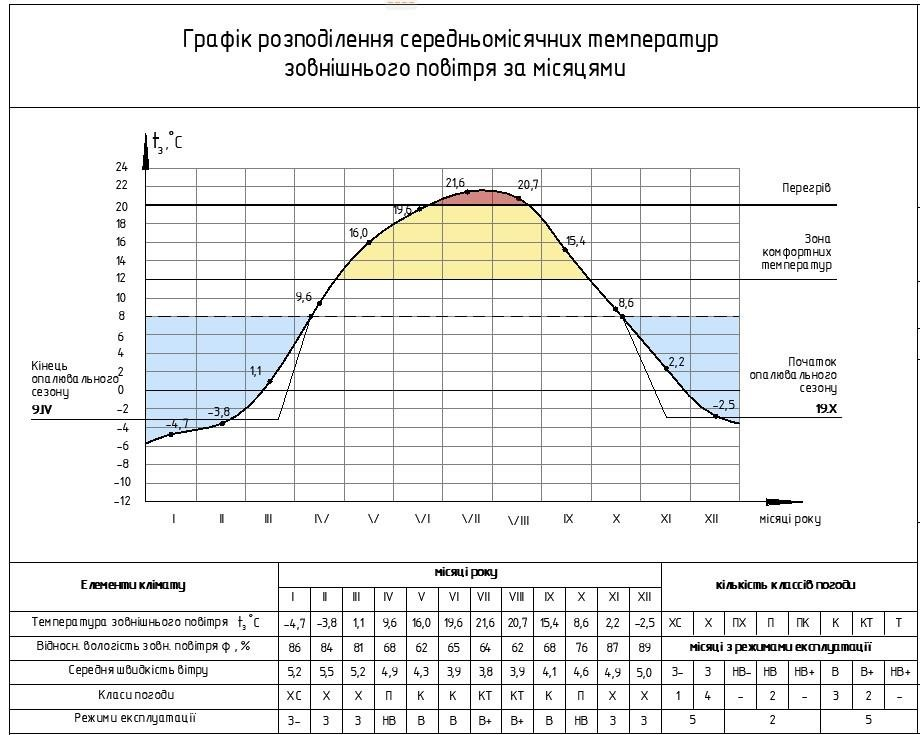 Графік розподілення середньомісячних температур
зовнішнього повітря за місяцями
tз,°C
24
22
20
18
16
14
12
10
8
6
4
2
0
-2
-4
-6
-8
-10
-12
-4,7
-3,8
1,1
9,6
16,0
19,6
21,6
20,7
15,4
8,6
2,2
-2,5
Перегрів
Зона
комфортних
температур
Кінець
опалювального
сезону
9.IV
Початок
опалювального
сезону
19.X
I II III IV V VI VII VIII IX X XI XII місяці року
Елементи клімату місяці року кількість классів погоди
I II III IV V VI VII VIII IX X XI XII
Температура зовнішнього повітря tз°C -4,7 -3,8 1,1 9,6 16,0 19,6 21,6 20,7 15,4 8,6 2,2 -2,5 ХС Х ПХ П ПК К КТ Т
Відносн. вологість зовн. повітря φ, % 86 84 81 68 62 65 64 62 68 76 87 89 місяці з режимами експлуатації
Середня швидкість вітру 5,2 5,5 5,2 4,9 4,3 3,9 3,8 3,9 4,1 4,6 4,9 5,0 З- З НВ- НВ НВ+ В В+ НВ+
Класи погоди ХС Х Х П К К КТ КТ К П Х Х 1 4 - 2 - 3 2 -
Режими експлуатації З- З З НВ В В В+ В+ В НВ З З 5 2 5